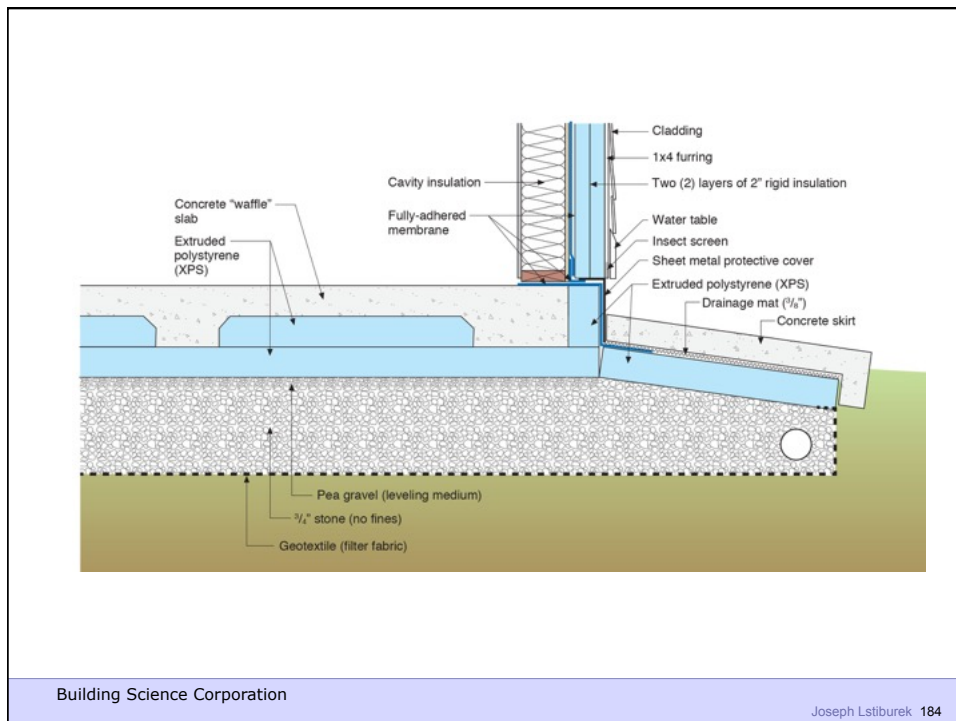 Cladding
1x4 furring
Cavity insulation
Two (2) layers of 2" rigid insulation
Concrete "waffle"
slab
Fully-adhered
membrane
Water table
Extruded
polystyrene
(XPS)
Insect screen
Sheet metal protective cover
Extruded polystyrene (XPS)
Drainage mat (3/8")
Concrete skirt
Pea gravel (leveling medium)
3/4" stone (no fines)
Geotextile (filter fabric)
Building Science Corporation
Joseph Lstiburek 184